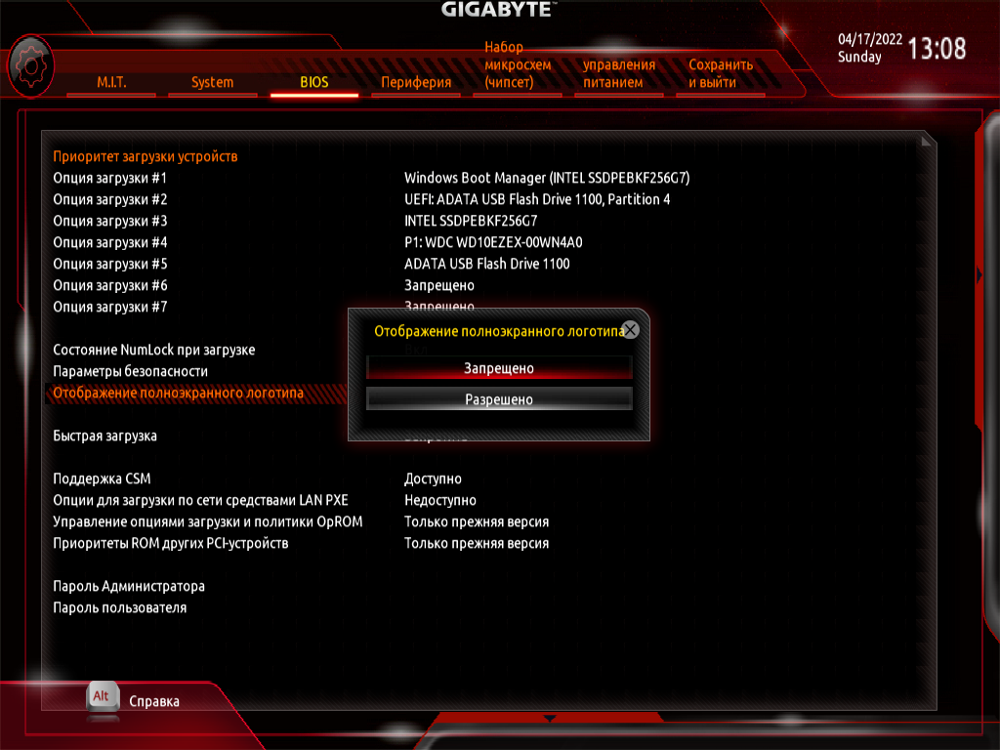 GIGABYTE™
04/17/2022
Sunday
13:08
M.I.T.
System
BIOS
Периферия
Набор
микросхем
(чипсет)
управления
питанием
Сохранить
и выйти
Приоритет загрузки устройств
Опция загрузки #1 Windows Boot Manager (INTEL SSDPEBKF256G7)
Опция загрузки #2 UEFI: ADATA USB Flash Drive 1100, Partition 4
Опция загрузки #3 INTEL SSDPEBKF256G7
Опция загрузки #4 P1: WDC WD10EZEX-00WN4A0
Опция загрузки #5 ADATA USB Flash Drive 1100
Опция загрузки #6 Запрещено
Опция загрузки #7 Запрещено
Отображение полноэкранного логотипа
Запрещено
Разрешено
Состояние NumLock при загрузке
Параметры безопасности
Отображение полноэкранного логотипа
Быстрая загрузка
Поддержка CSM Доступно
Опции для загрузки по сети средствами LAN PXE Недоступно
Управление опциями загрузки и политики OpROM Только прежняя версия
Приоритеты ROM других PCI-устройств Только прежняя версия
Пароль Администратора
Пароль пользователя
Alt Справка